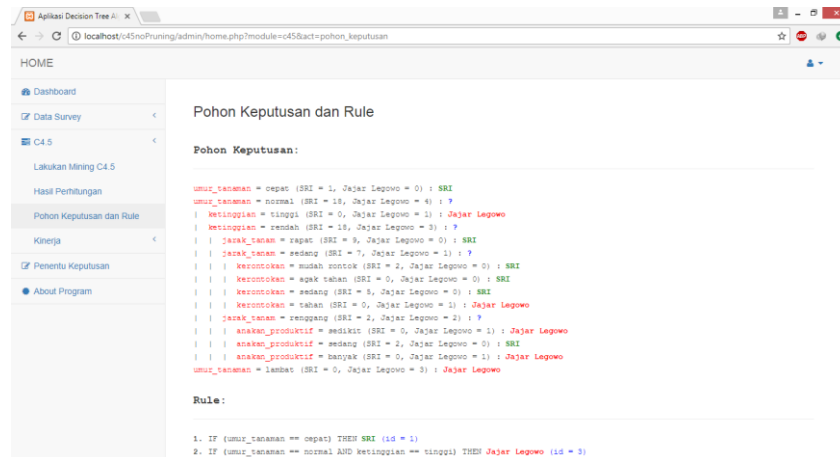 Aplikasi Decision Tree Al
localhost/c45noPruning/admin/home.php?module=c45&act=pohon_keputusan
ABP
HOME
Dashboard
Data Survey
C4.5
Lakukan Mining C4.5
Hasil Perhitungan
Pohon Keputusan dan Rule
Kinerja
Penentu Keputusan
About Program
Pohon Keputusan dan Rule
Pohon Keputusan:
umur_tanaman = cepat (SRI = 1, Jajar Legowo = 0) : SRI
umur_tanaman = normal (SRI = 18, Jajar Legowo = 4) : ?
| ketinggian = tinggi (SRI = 0, Jajar Legowo = 1) : Jajar Legowo
| ketinggian = rendah (SRI = 18, Jajar Legowo = 3) : ?
| | jarak_tanam = rapat (SRI = 9, Jajar Legowo = 0) : SRI
| | jarak_tanam = sedang (SRI = 7, Jajar Legowo = 1) : ?
| | | kerontokan = mudah rontok (SRI = 2, Jajar Legowo = 0) : SRI
| | | kerontokan = agak tahan (SRI = 0, Jajar Legowo = 0) : SRI
| | | kerontokan = sedang (SRI = 5, Jajar Legowo = 0) : SRI
| | | kerontokan = tahan (SRI = 0, Jajar Legowo = 1) : Jajar Legowo
| | jarak_tanam = renggang (SRI = 2, Jajar Legowo = 2) : ?
| | | anakan_produktif = sedikit (SRI = 0, Jajar Legowo = 1) : Jajar Legowo
| | | anakan_produktif = sedang (SRI = 2, Jajar Legowo = 0) : SRI
| | | anakan_produktif = banyak (SRI = 0, Jajar Legowo = 1) : Jajar Legowo
umur_tanaman = lambat (SRI = 0, Jajar Legowo = 3) : Jajar Legowo
Rule:
1. IF (umur_tanaman == cepat) THEN SRI (id = 1)
2. IF (umur_tanaman == normal AND ketinggian == tinggi) THEN Jajar Legowo (id = 3)